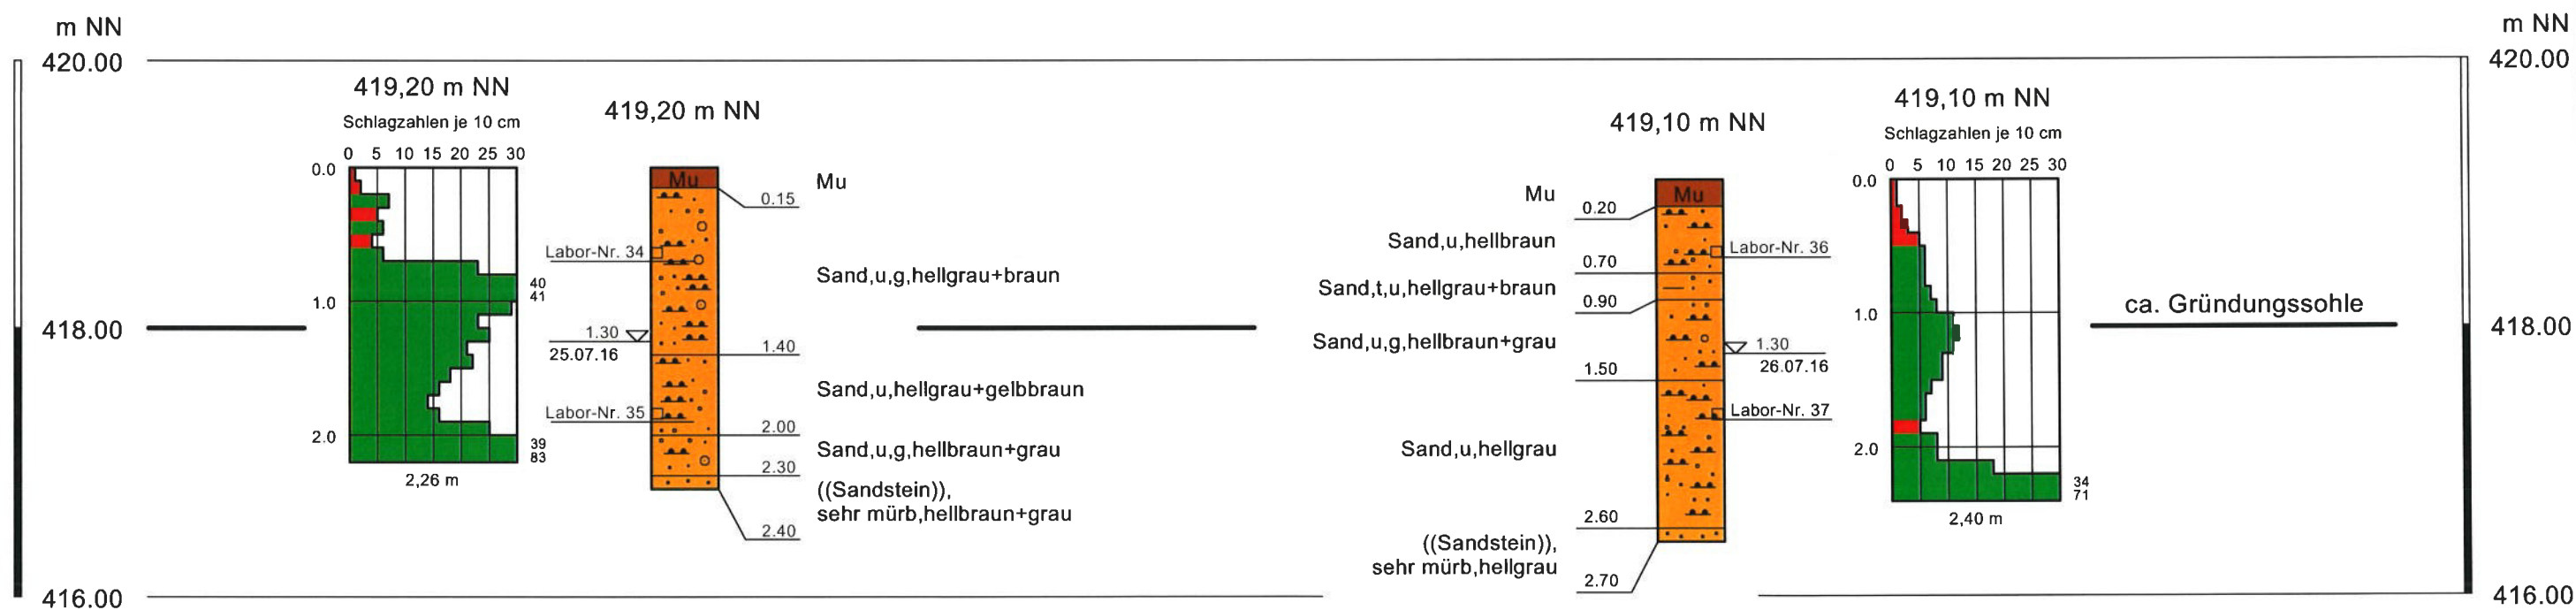 m NN
420.00
418.00
416.00
419,20 m NN
Schlagzahlen je 10 cm
0 5 10 15 20 25 30
0.0
1.0
2.0
40
41
39
83
2,26 m
419,20 m NN
Mu
Labor-Nr. 34
1.30
25.07.16
Labor-Nr. 35
0.15
Mu
Sand,u,g,hellgrau+braun
1.40
Sand,u,hellgrau+gelbbraun
2.00
Sand,u,g,hellbraun+grau
2.30
((Sandstein)),
sehr mürb,hellbraun+grau
2.40
419,10 m NN
Mu
Mu
0.20
Sand,u,hellbraun
0.70
Sand,t,u,hellgrau+braun
0.90
Sand,u,g,hellbraun+grau
1.50
Sand,u,hellgrau
2.60
((Sandstein)),
sehr mürb,hellgrau
2.70
Labor-Nr. 36
1.30
26.07.16
Labor-Nr. 37
419,10 m NN
Schlagzahlen je 10 cm
0 5 10 15 20 25 30
0.0
1.0
2.0
34
71
2,40 m
ca. Gründungssohle
m NN
420.00
418.00
416.00